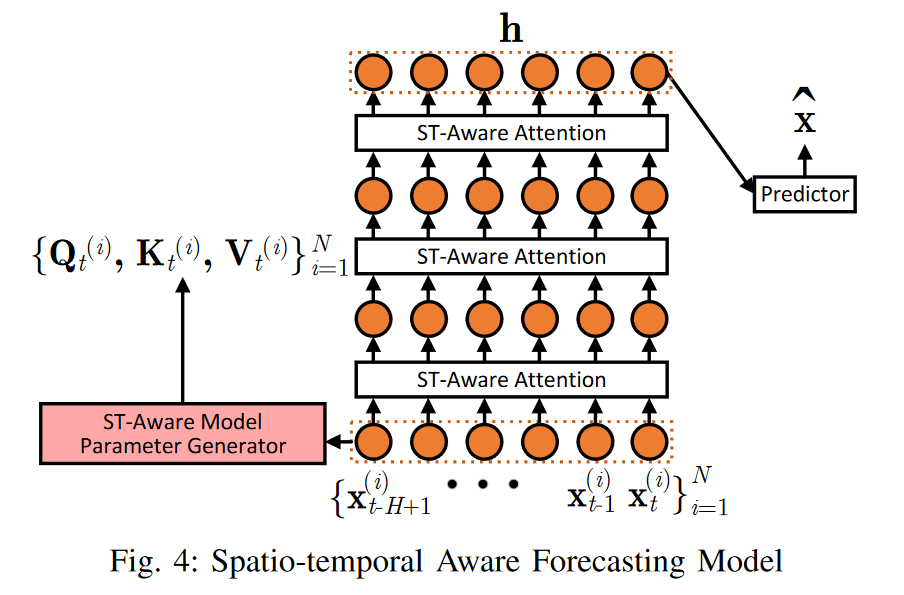 h
ST-Aware Attention
x̂
Predictor
ST-Aware Attention
{Q_t^(i), K_t^(i), V_t^(i)}_{i=1}^N
ST-Aware Attention
ST-Aware Model
Parameter Generator
{x_{t-H+1}^(i) • • • x_{t-1}^(i) x_t^(i)}_{i=1}^N
Fig. 4: Spatio-temporal Aware Forecasting Model